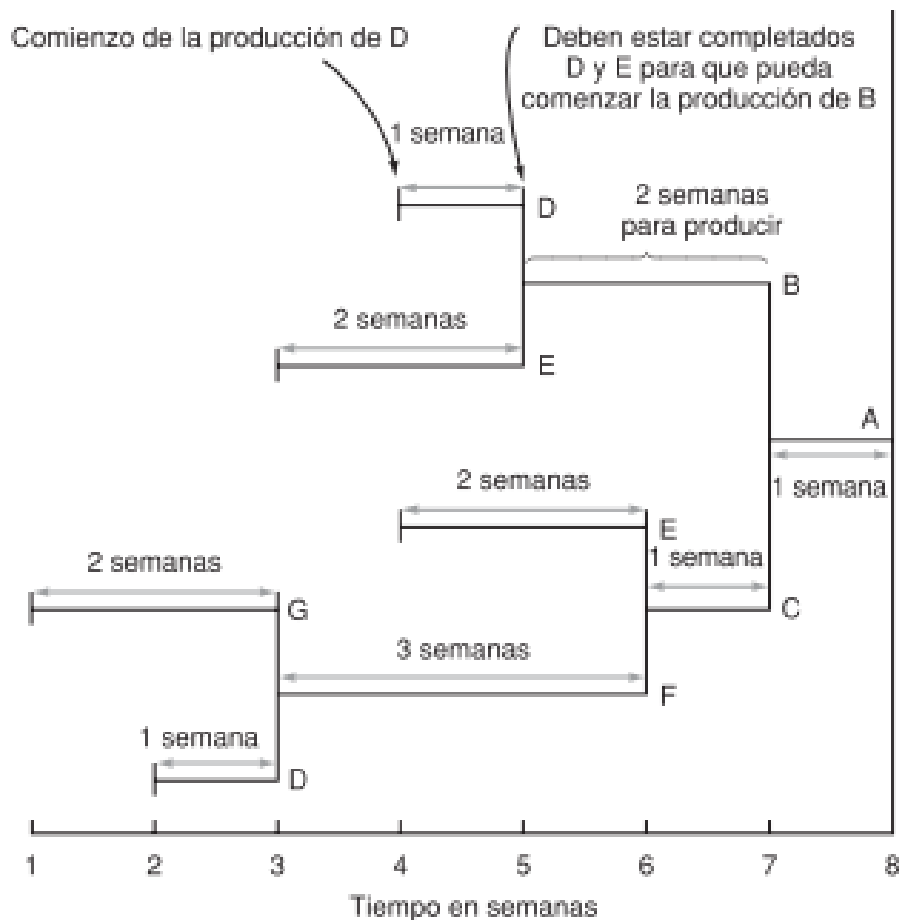 Comienzo de la producción de D
Deben estar completados
D y E para que pueda
comenzar la producción de B
1 semana
D
2 semanas
para producir
B
2 semanas
E
A
1 semana
2 semanas
E
1 semana
C
2 semanas
G
3 semanas
F
1 semana
D
1 2 3 4 5 6 7 8
Tiempo en semanas